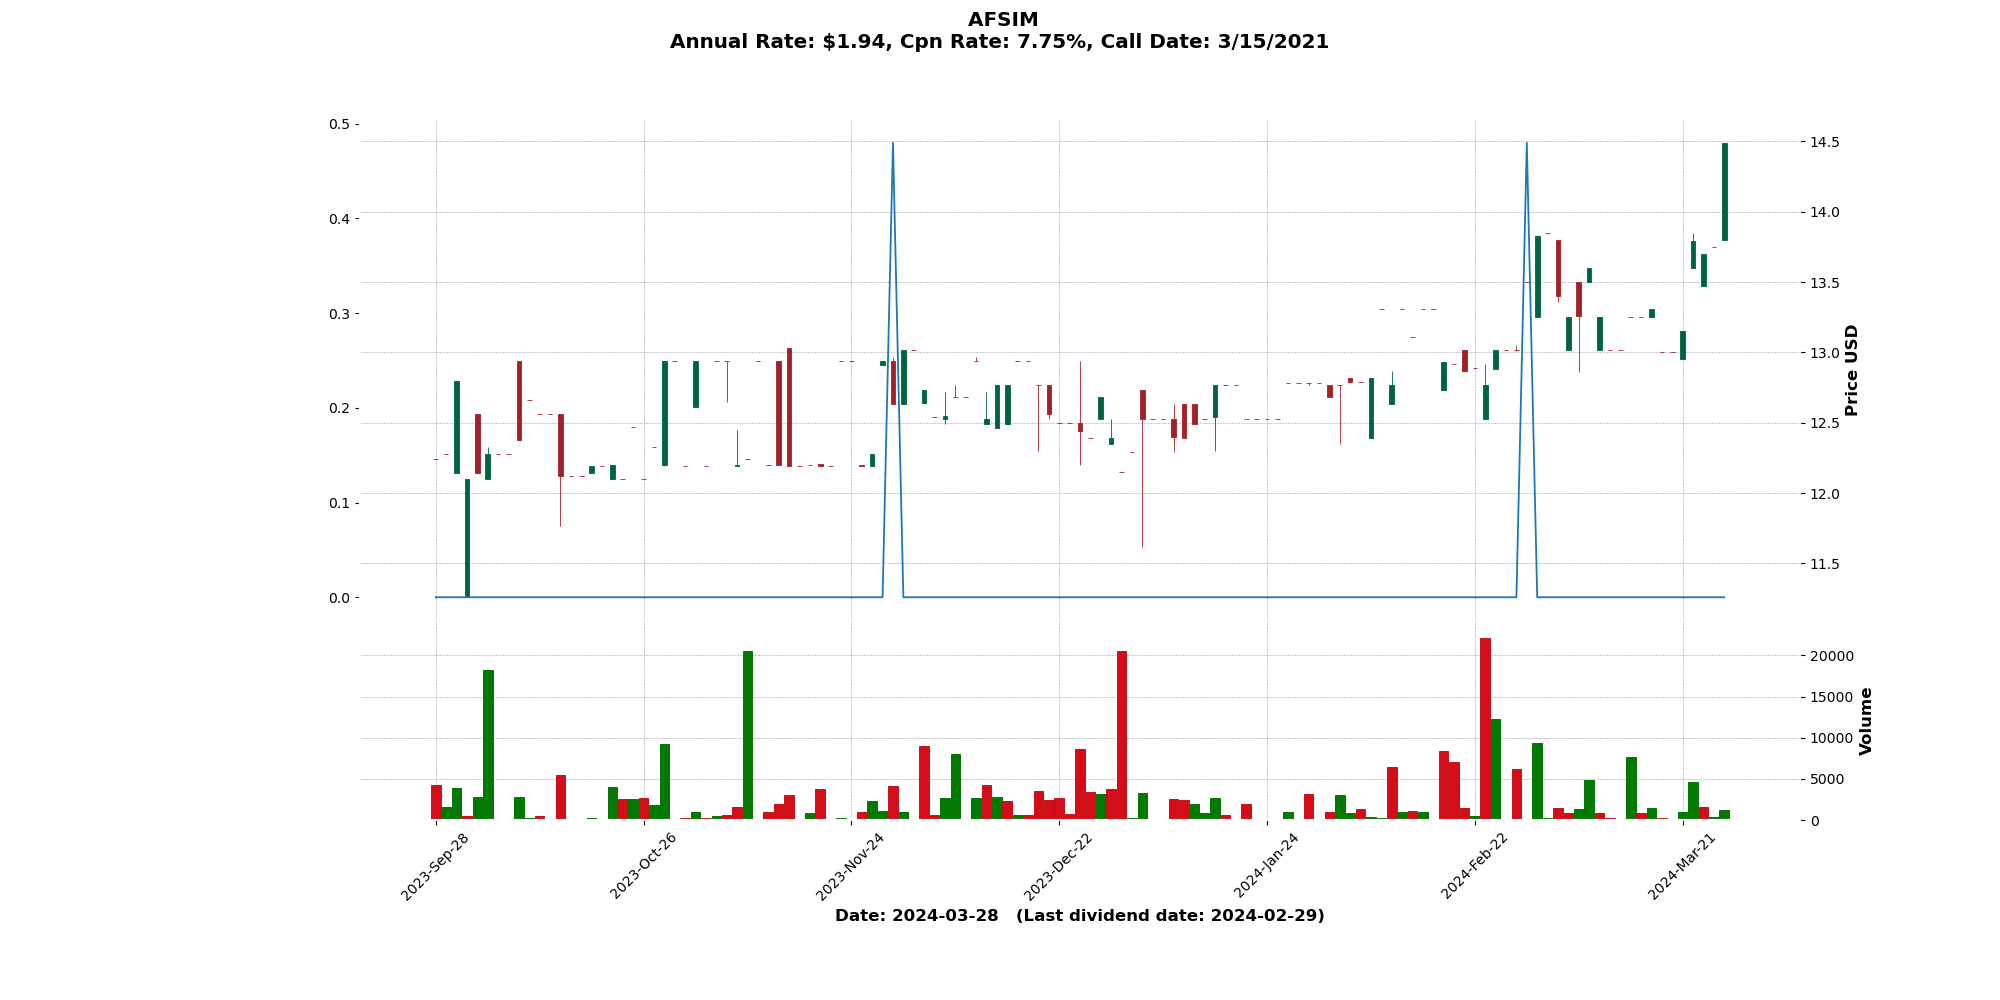 AFSIM
Annual Rate: $1.94, Cpn Rate: 7.75%, Call Date: 3/15/2021
0.5
0.4
0.3
0.2
0.1
0.0
14.5
14.0
13.5
13.0
12.5
12.0
11.5
Price USD
20000
15000
10000
5000
0
Volume
2023-Sep-28
2023-Oct-26
2023-Nov-24
2023-Dec-22
2024-Jan-24
2024-Feb-22
2024-Mar-21
Date: 2024-03-28 (Last dividend date: 2024-02-29)